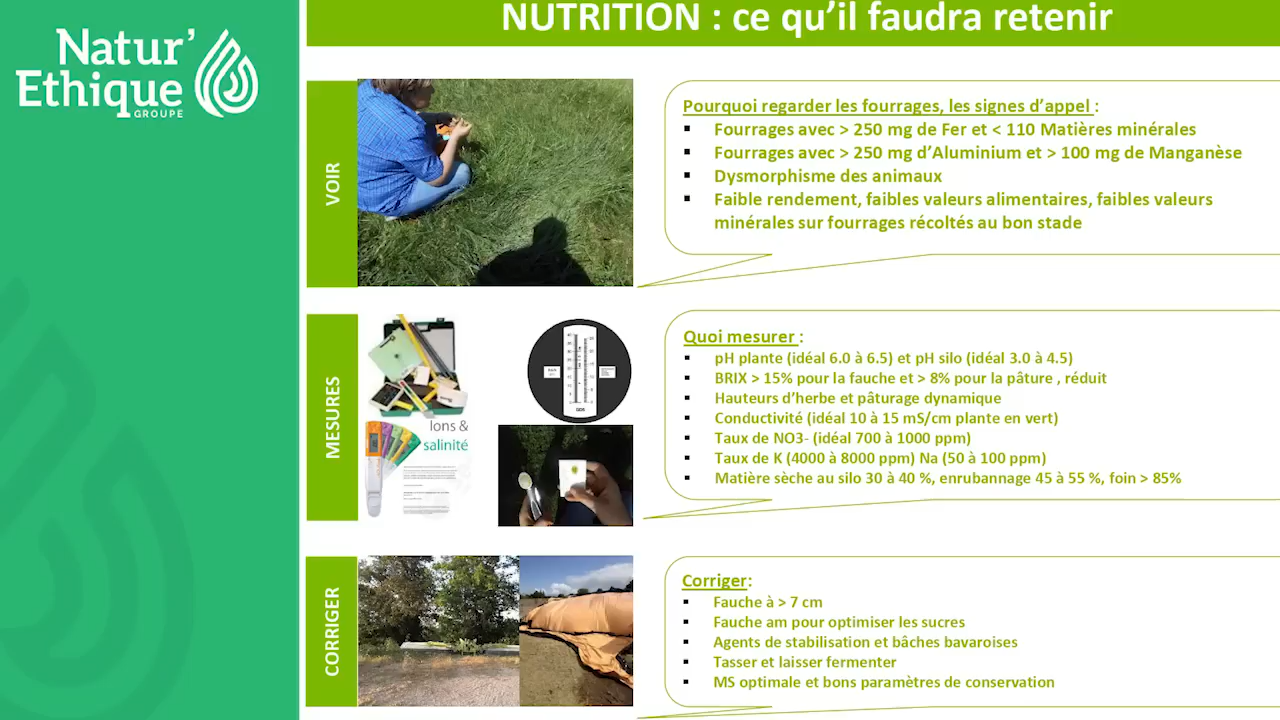 NUTRITION : ce qu’il faudra retenir
Natur’
Ethique
GROUPE
VOIR
Pourquoi regarder les fourrages, les signes d’appel :
▪ Fourrages avec > 250 mg de Fer et < 110 Matières minérales
▪ Fourrages avec > 250 mg d’Aluminium et > 100 mg de Manganèse
▪ Dysmorphisme des animaux
▪ Faible rendement, faibles valeurs alimentaires, faibles valeurs
minérales sur fourrages récoltés au bon stade
MESURES
Ions &
salinité
Quoi mesurer :
▪ pH plante (idéal 6.0 à 6.5) et pH silo (idéal 3.0 à 4.5)
▪ BRIX > 15% pour la fauche et > 8% pour la pâture , réduit
▪ Hauteurs d’herbe et pâturage dynamique
▪ Conductivité (idéal 10 à 15 mS/cm plante en vert)
▪ Taux de NO3- (idéal 700 à 1000 ppm)
▪ Taux de K (4000 à 8000 ppm) Na (50 à 100 ppm)
▪ Matière sèche au silo 30 à 40 %, enrubannage 45 à 55 %, foin > 85%
CORRIGER
Corriger:
▪ Fauche à > 7 cm
▪ Fauche am pour optimiser les sucres
▪ Agents de stabilisation et bâches bavaroises
▪ Tasser et laisser fermenter
▪ MS optimale et bons paramètres de conservation